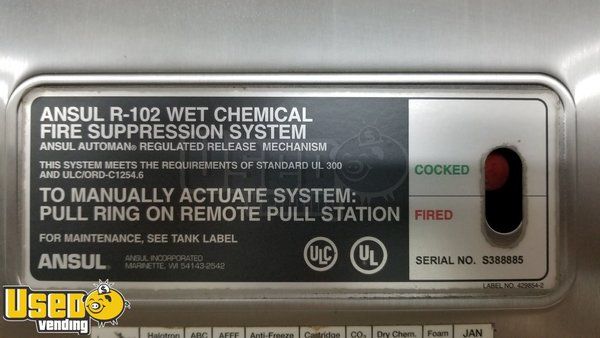 ANSUL R-102 WET CHEMICAL
FIRE SUPPRESSION SYSTEM
ANSUL AUTOMAN® REGULATED RELEASE MECHANISM
THIS SYSTEM MEETS THE REQUIREMENTS OF STANDARD UL 300
AND ULC/ORD-C1254.6
TO MANUALLY ACTUATE SYSTEM:
PULL RING ON REMOTE PULL STATION
FOR MAINTENANCE, SEE TANK LABEL
ANSUL®
ANSUL INCORPORATED
MARINETTE, WI 54143-2542
ULC
UL
COCKED
FIRED
SERIAL NO. S388885
LABEL NO. 429854-2
Used vending
Halotron ABC AFFF Anti-Freeze Cartridge CO2 Dry Chem. Foam JAN